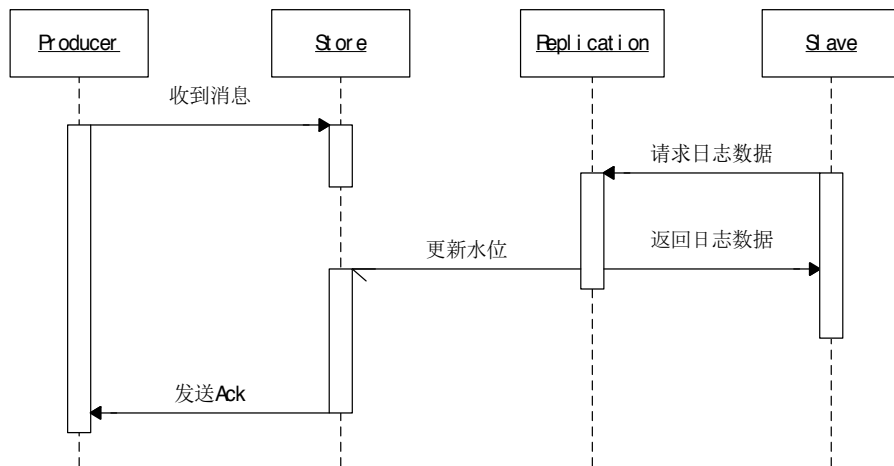 Producer
Store
Replication
Slave
收到消息
请求日志数据
更新水位
返回日志数据
发送Ack